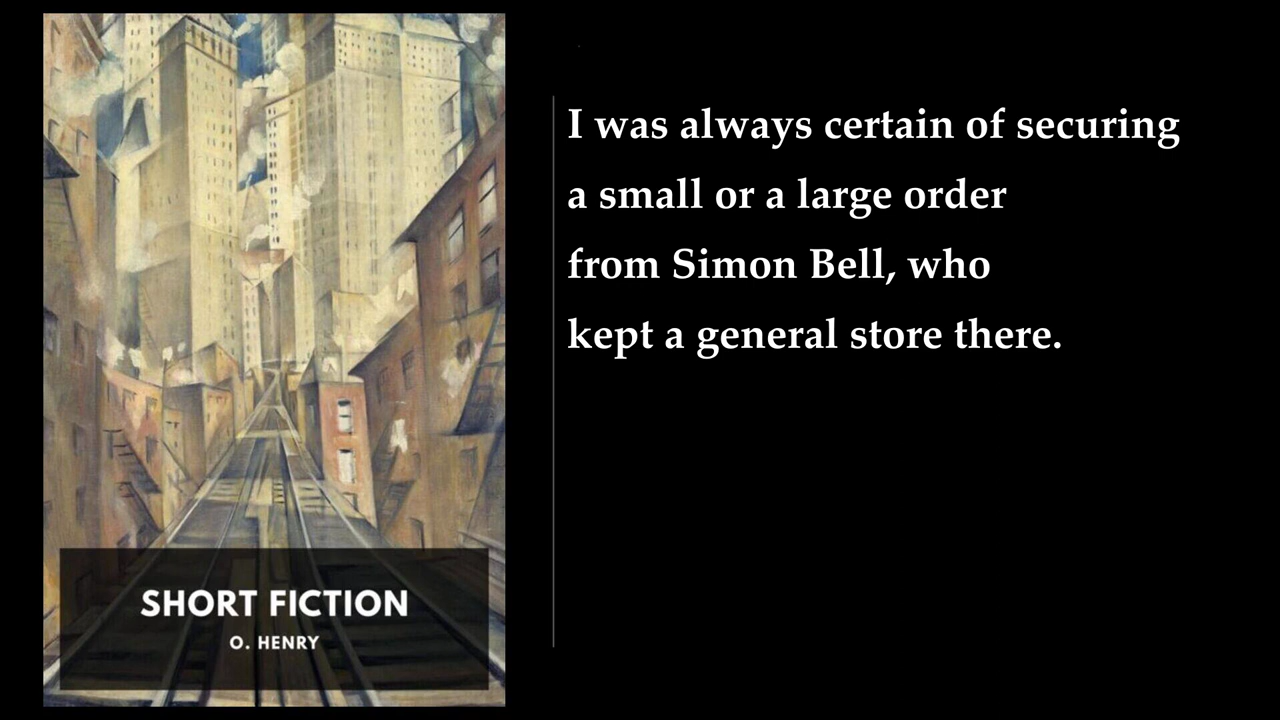 I was always certain of securing
a small or a large order
from Simon Bell, who
kept a general store there.
SHORT FICTION
O. HENRY